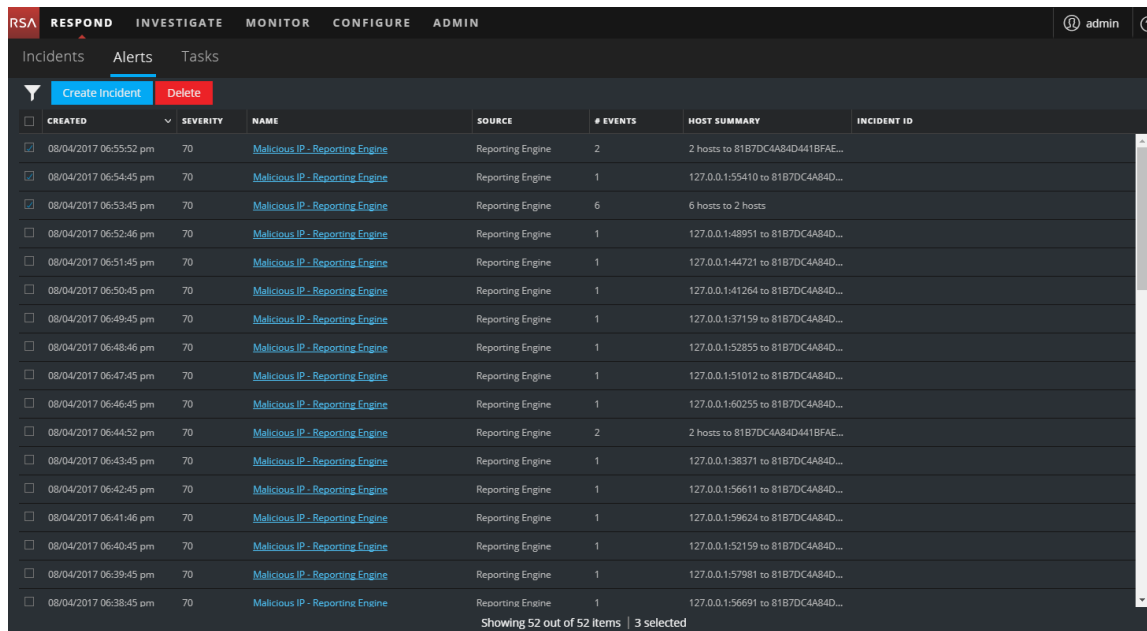 RSA RESPOND INVESTIGATE MONITOR CONFIGURE ADMIN admin
Incidents Alerts Tasks
Create Incident Delete
CREATED SEVERITY NAME SOURCE # EVENTS HOST SUMMARY INCIDENT ID
08/04/2017 06:55:52 pm 70 Malicious IP - Reporting Engine Reporting Engine 2 2 hosts to 81B7DC4A84D441BFAE...
08/04/2017 06:54:45 pm 70 Malicious IP - Reporting Engine Reporting Engine 1 127.0.0.1:55410 to 81B7DC4A84D...
08/04/2017 06:53:45 pm 70 Malicious IP - Reporting Engine Reporting Engine 6 6 hosts to 2 hosts
08/04/2017 06:52:46 pm 70 Malicious IP - Reporting Engine Reporting Engine 1 127.0.0.1:48951 to 81B7DC4A84D...
08/04/2017 06:51:45 pm 70 Malicious IP - Reporting Engine Reporting Engine 1 127.0.0.1:44721 to 81B7DC4A84D...
08/04/2017 06:50:45 pm 70 Malicious IP - Reporting Engine Reporting Engine 1 127.0.0.1:41264 to 81B7DC4A84D...
08/04/2017 06:49:45 pm 70 Malicious IP - Reporting Engine Reporting Engine 1 127.0.0.1:37159 to 81B7DC4A84D...
08/04/2017 06:48:46 pm 70 Malicious IP - Reporting Engine Reporting Engine 1 127.0.0.1:52855 to 81B7DC4A84D...
08/04/2017 06:47:45 pm 70 Malicious IP - Reporting Engine Reporting Engine 1 127.0.0.1:51012 to 81B7DC4A84D...
08/04/2017 06:46:45 pm 70 Malicious IP - Reporting Engine Reporting Engine 1 127.0.0.1:60255 to 81B7DC4A84D...
08/04/2017 06:44:52 pm 70 Malicious IP - Reporting Engine Reporting Engine 2 2 hosts to 81B7DC4A84D441BFAE...
08/04/2017 06:43:45 pm 70 Malicious IP - Reporting Engine Reporting Engine 1 127.0.0.1:38371 to 81B7DC4A84D...
08/04/2017 06:42:45 pm 70 Malicious IP - Reporting Engine Reporting Engine 1 127.0.0.1:56611 to 81B7DC4A84D...
08/04/2017 06:41:46 pm 70 Malicious IP - Reporting Engine Reporting Engine 1 127.0.0.1:59624 to 81B7DC4A84D...
08/04/2017 06:40:45 pm 70 Malicious IP - Reporting Engine Reporting Engine 1 127.0.0.1:52159 to 81B7DC4A84D...
08/04/2017 06:39:45 pm 70 Malicious IP - Reporting Engine Reporting Engine 1 127.0.0.1:57981 to 81B7DC4A84D...
08/04/2017 06:38:45 pm 70 Malicious IP - Reporting Engine Reporting Engine 1 127.0.0.1:56691 to 81B7DC4A84D...
Showing 52 out of 52 items | 3 selected